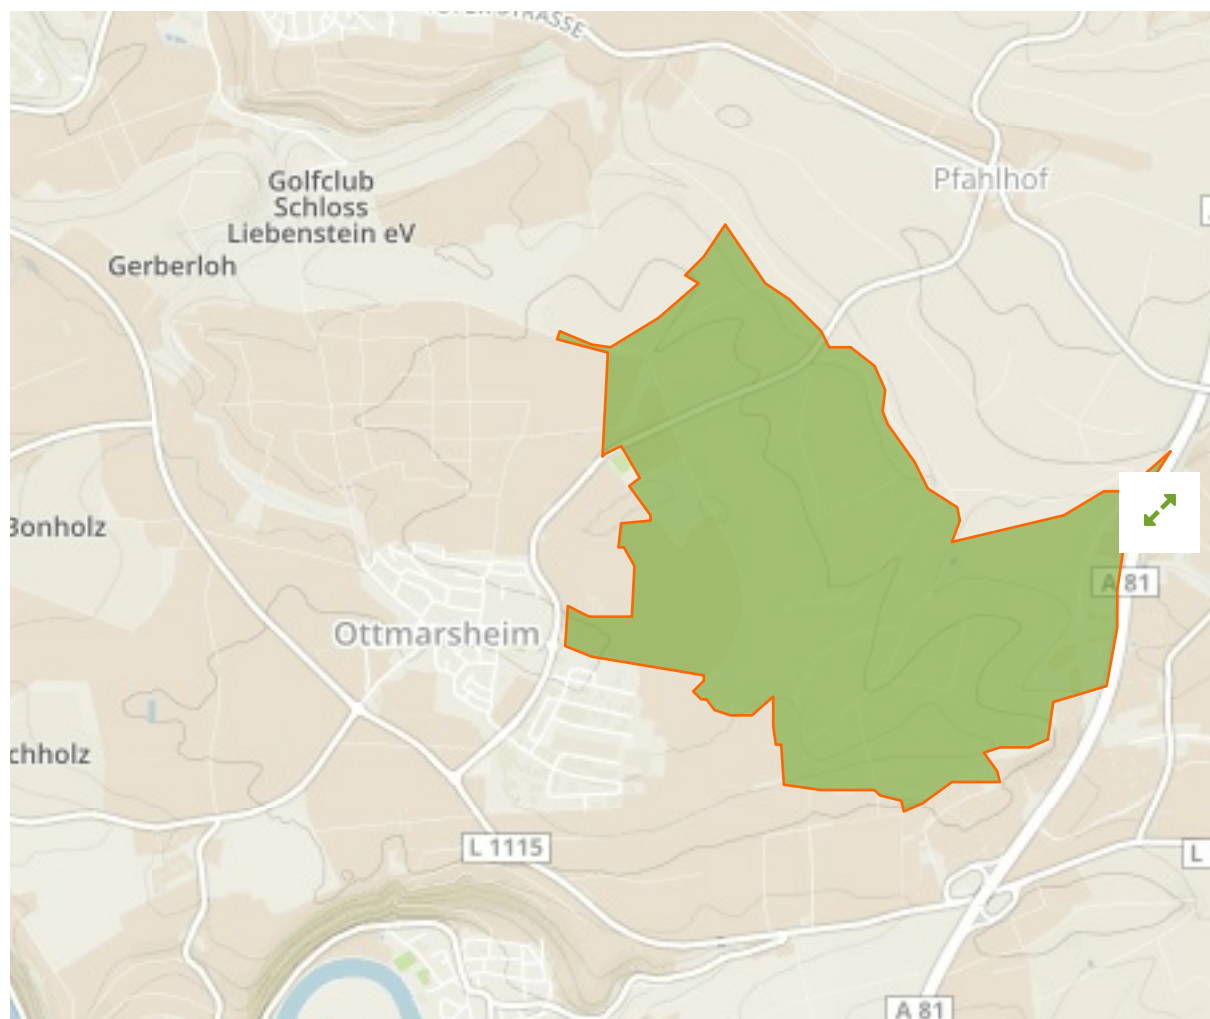 Pfahlhof
Golfclub
Schloss
Liebenstein eV
Gerberloh
Bonholz
A 81
Ottmarsheim
chholz
L 1115
L
A 81